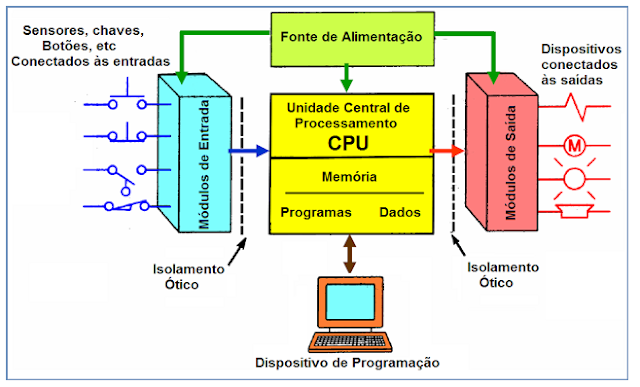 Sensores, chaves,
Botões, etc
Conectados às entradas
Fonte de Alimentação
Dispositivos
conectados
às saídas
Módulos de Entrada
Unidade Central de
Processamento
CPU
Memória
Programas Dados
Módulos de Saída
M
Isolamento
Ótico
Isolamento
Ótico
Dispositivo de Programação